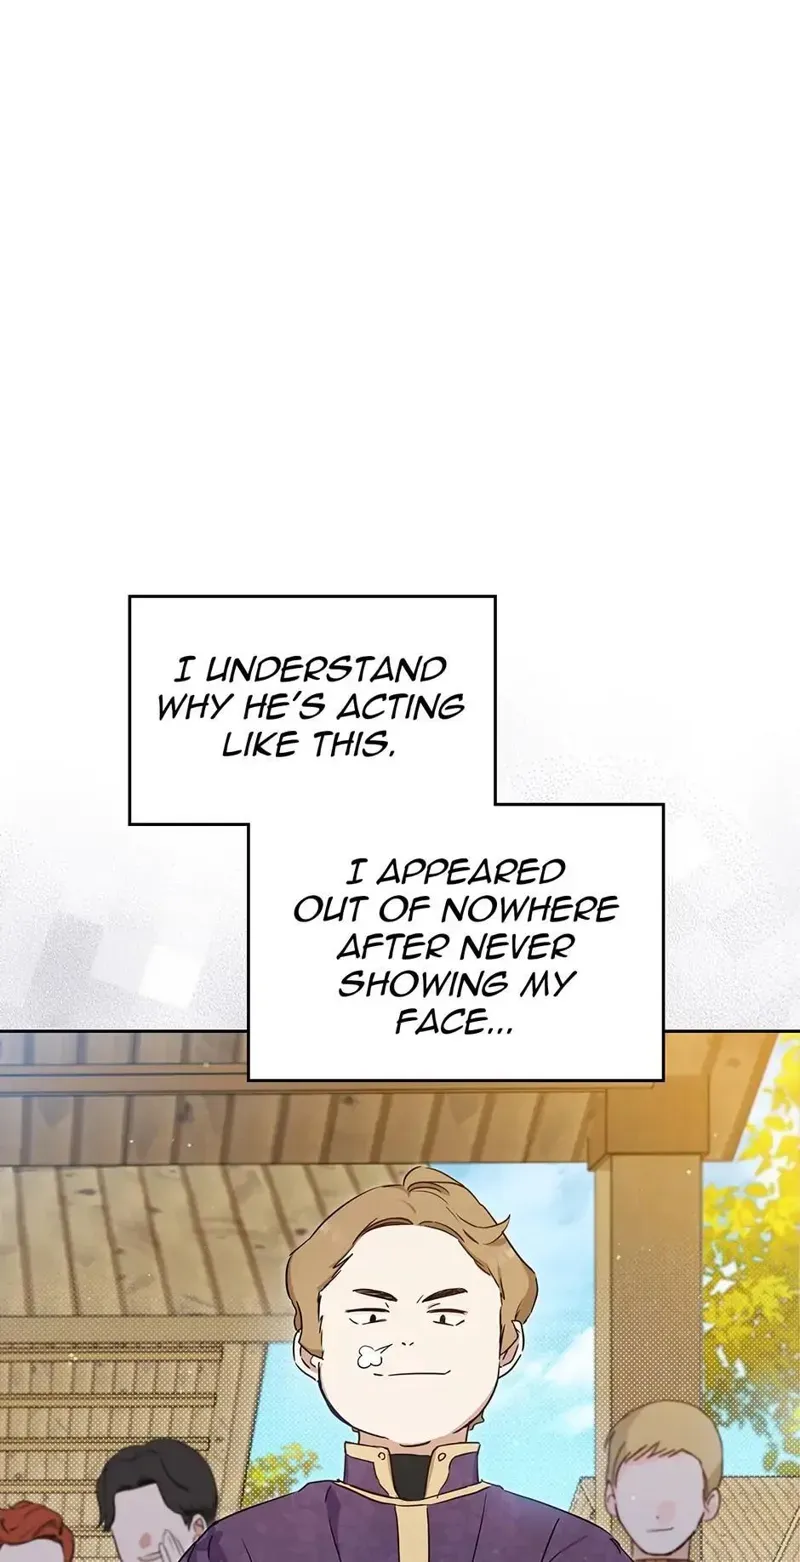 I UNDERSTAND
WHY HE'S ACTING
LIKE THIS.
I APPEARED
OUT OF NOWHERE
AFTER NEVER
SHOWING MY
FACE...